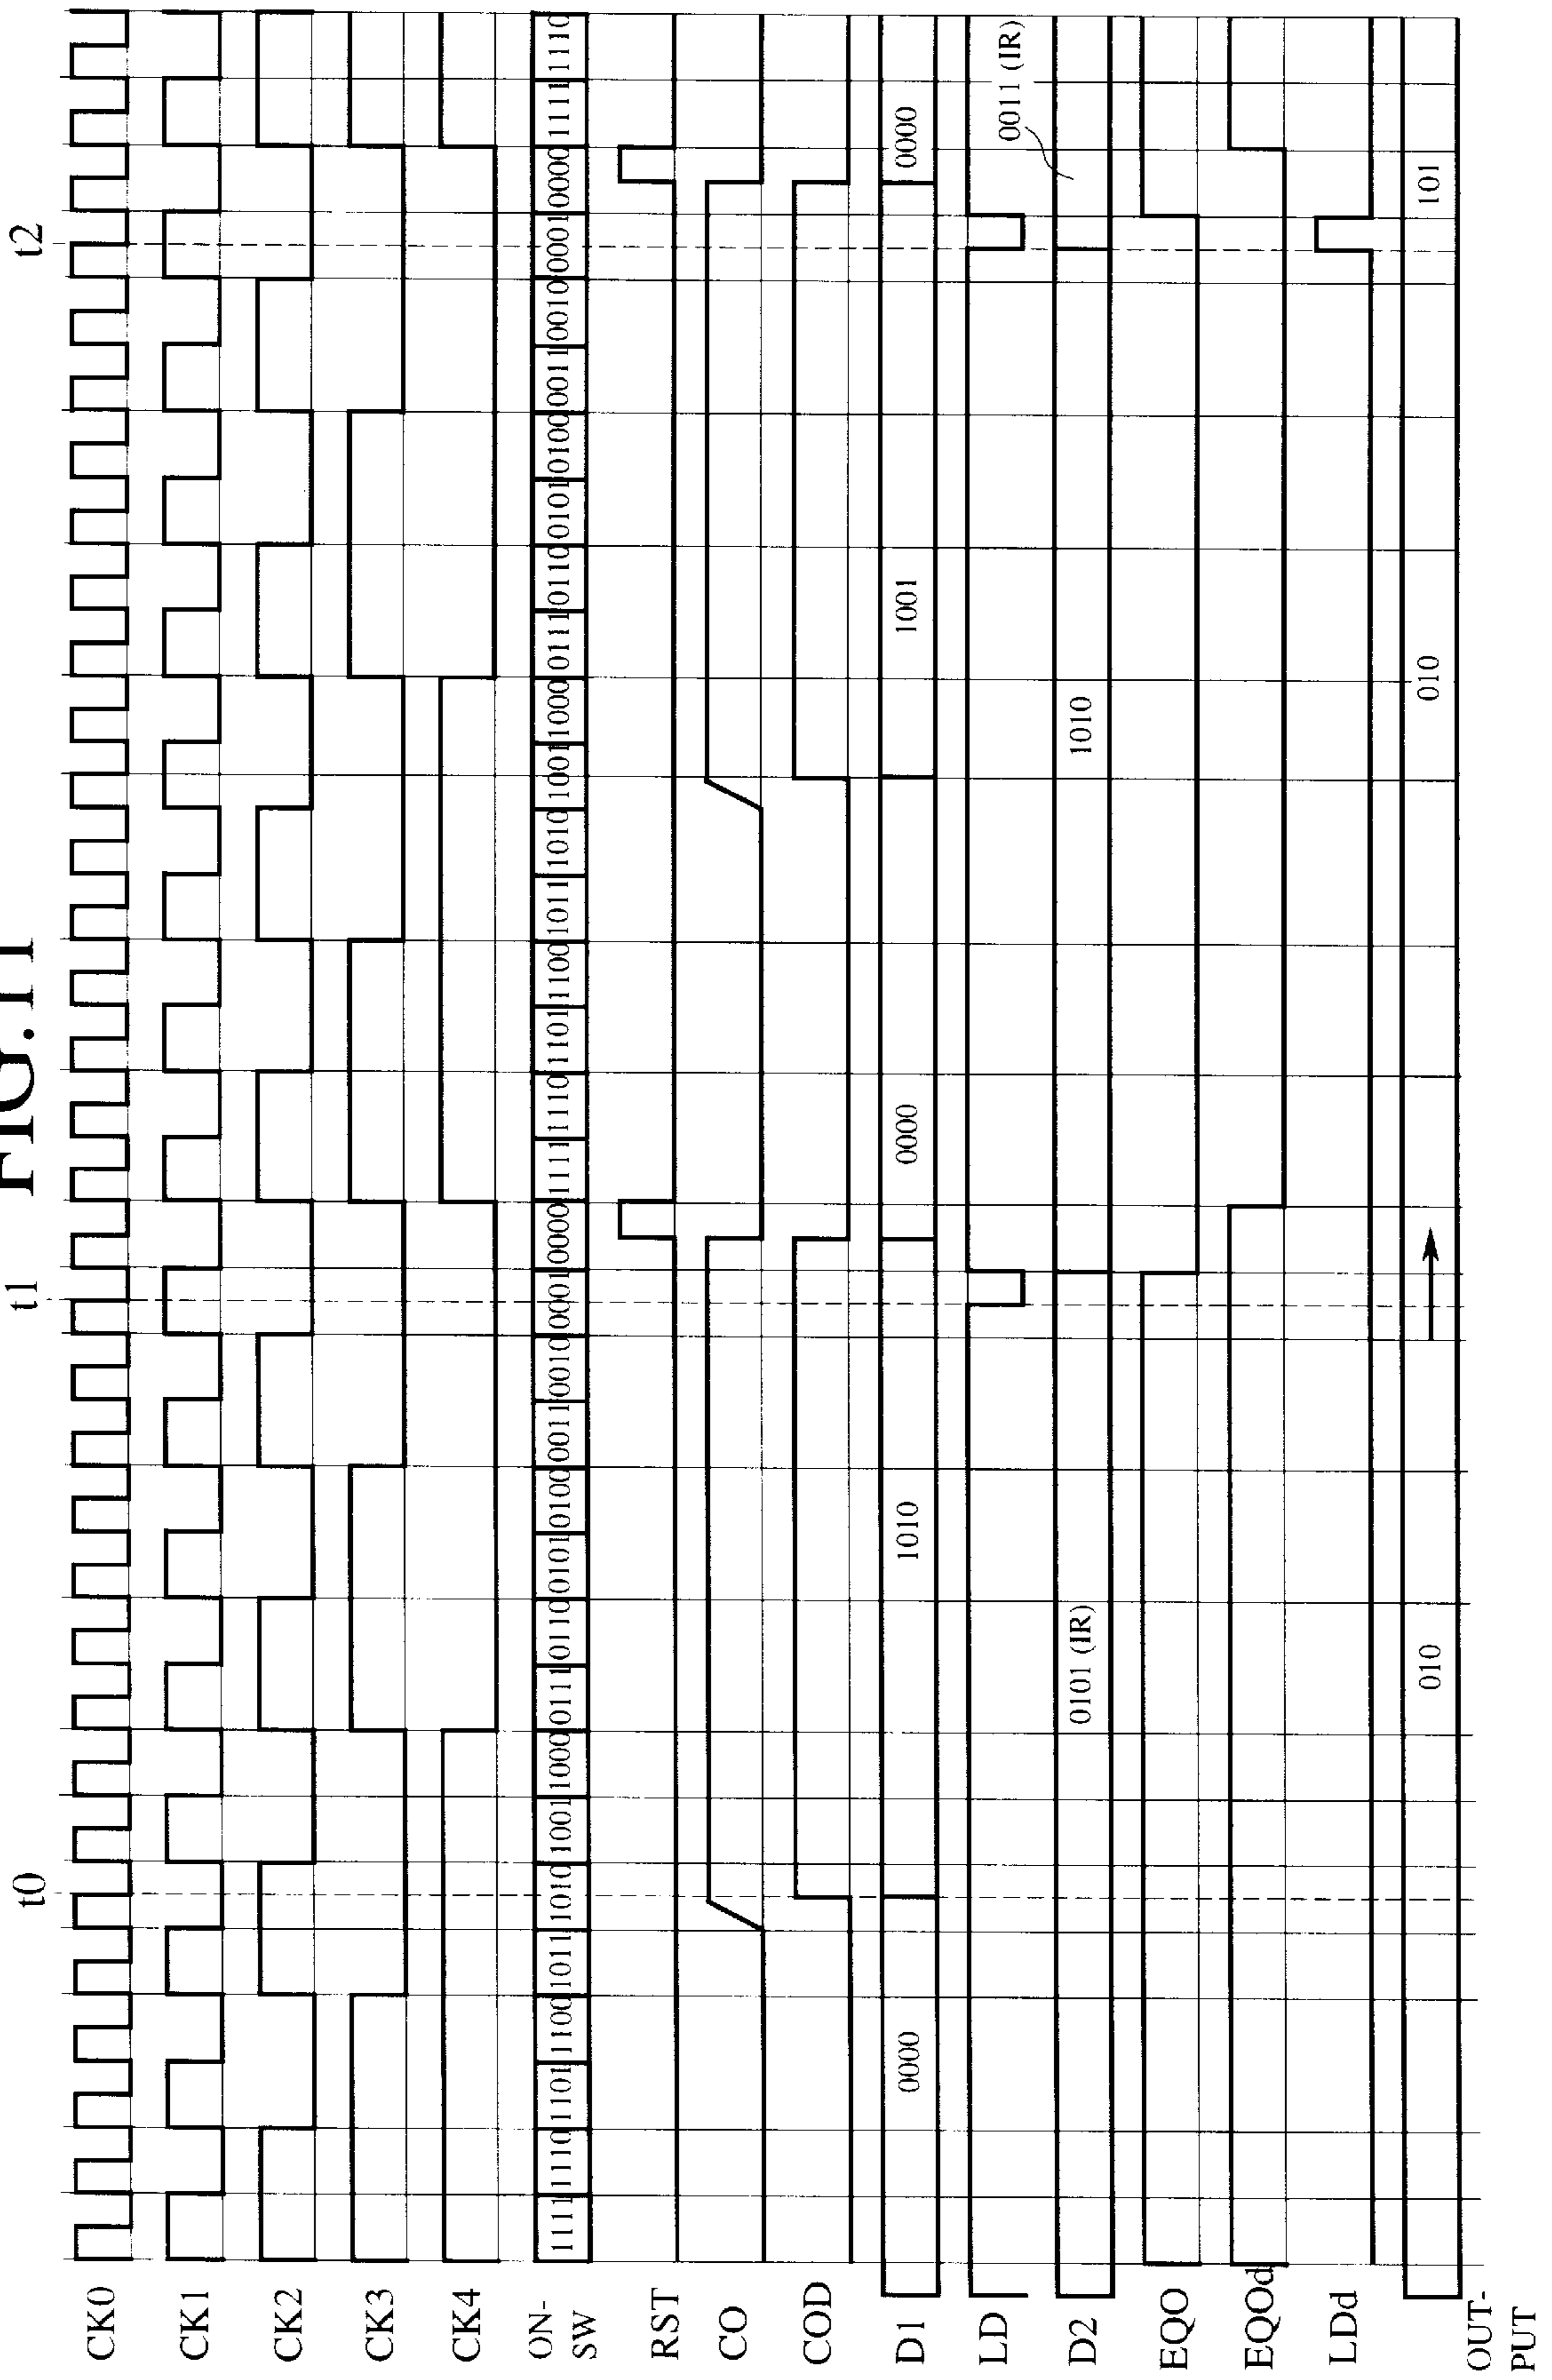 FIG.11
t0 t1 t2
CK0
CK1
CK2
CK3
CK4
ON-SW 1111 1110 1101 1100 1011 1010 1001 1000 0111 0110 0101 0100 0011 0010 0001 0000 1111 1110 1101 1100 1011 1010 1001 1000 0111 0110 0101 0100 0011 0010 0001 0000 1111 1110
RST
CO
COD
D1 0000 1010 0000 1001 0000
LD
0011 (IR)
D2 0101 (IR) 1010
EQO
EQOd
LDd
OUT-PUT 010 010 101